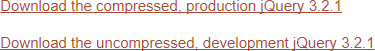 Download the compressed, production jQuery 3.2.1
Download the uncompressed, development jQuery 3.2.1